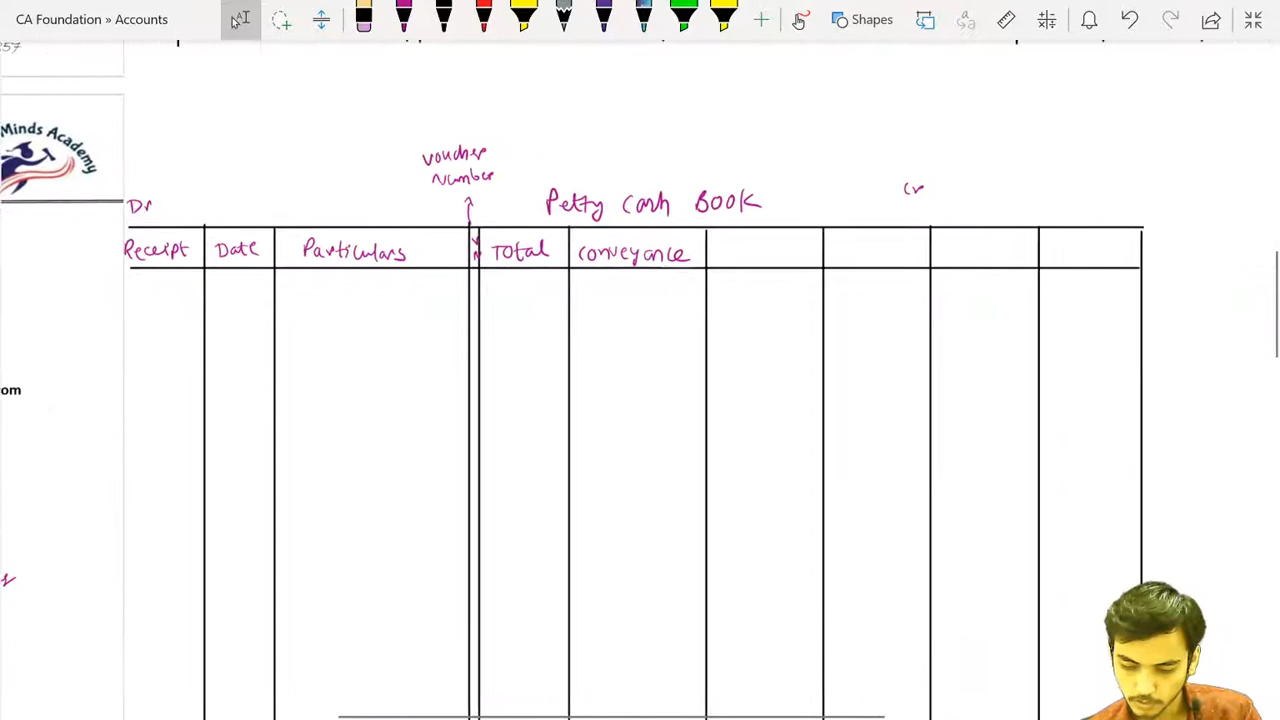 CA Foundation » Accounts
Shapes
257
Minds Academy
Voucher
Number
Dr
Petty Cash BOOK
Cr
Receipt
Date
Particulars
V
N
Total
Conveyance
om